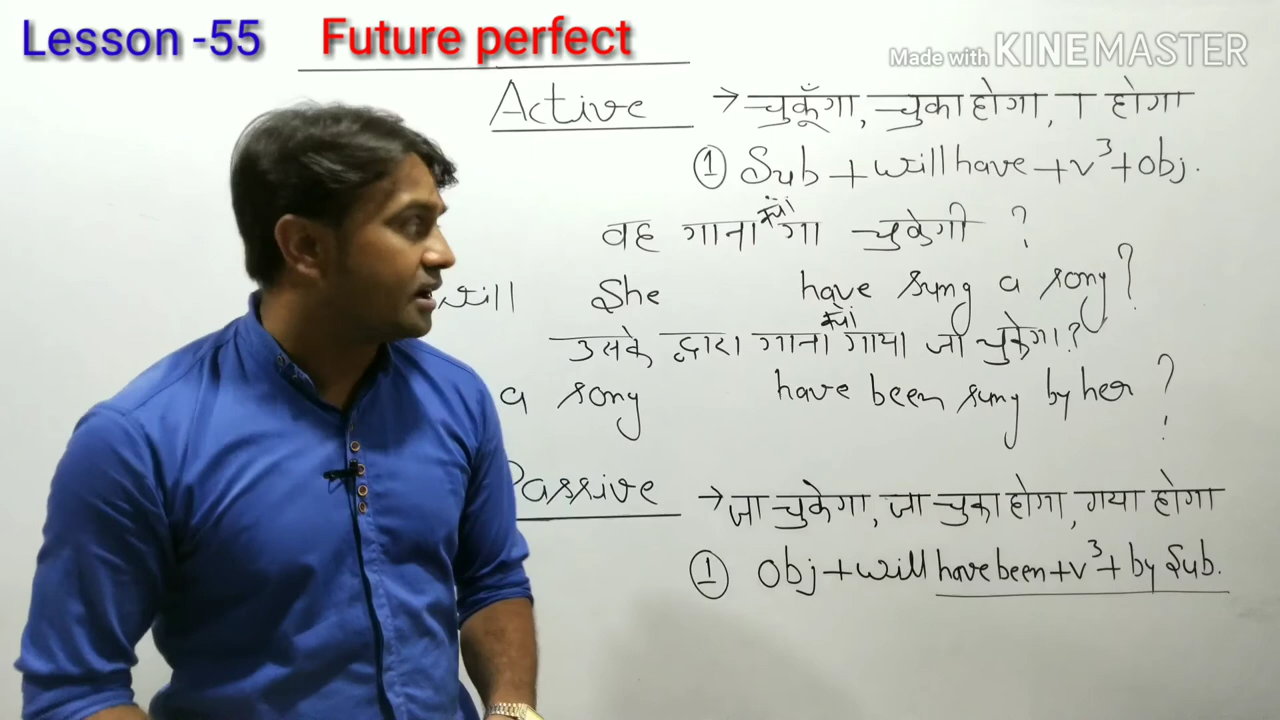 Lesson -55 Future perfect
Made with KINEMASTER
Active → चुकूँगा, चुका होगा, ा होगा
① Sub + will have + v³ + obj.
वह गाना क्यों गा चुकेगी ?
will She have sung a song?
उसके द्वारा गाना क्यों गाया जा चुकेगा?
a song have been sung by her ?
Passive → जा चुकेगा, जा चुका होगा, गया होगा
① Obj + will have been + v³ + by Sub.